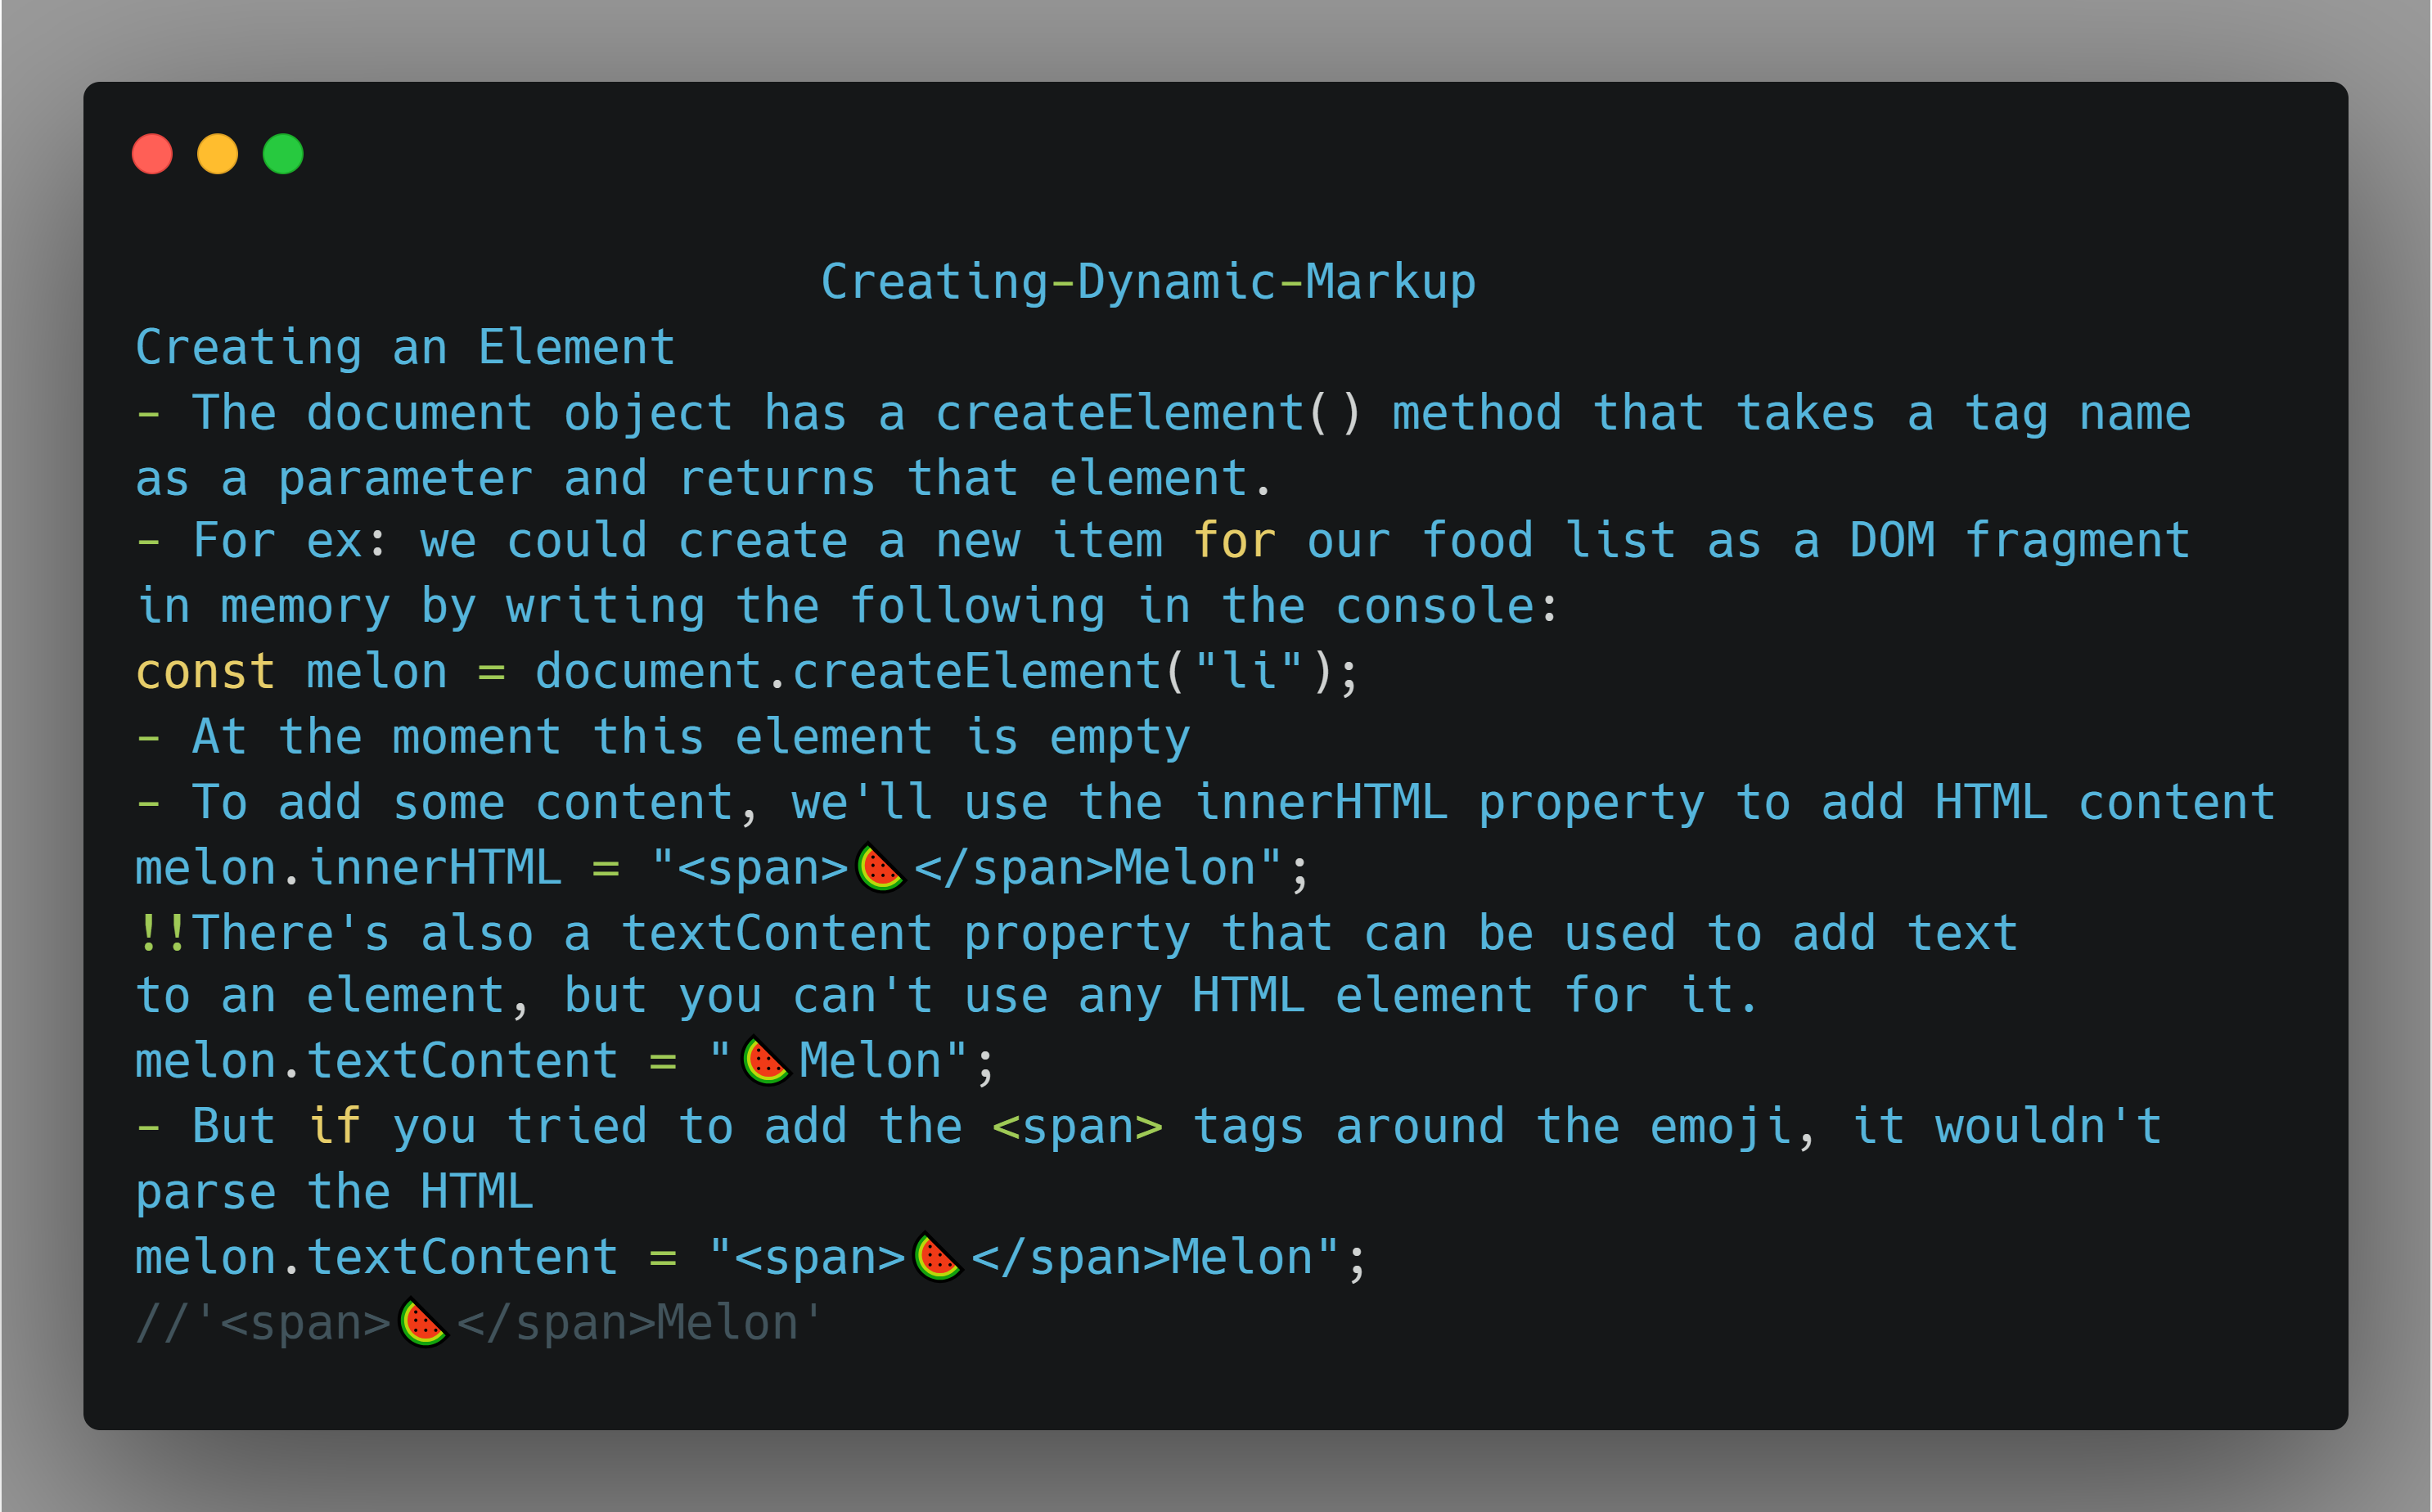 Creating-Dynamic-Markup
Creating an Element
- The document object has a createElement() method that takes a tag name
as a parameter and returns that element.
- For ex: we could create a new item for our food list as a DOM fragment
in memory by writing the following in the console:
const melon = document.createElement("li");
- At the moment this element is empty
- To add some content, we'll use the innerHTML property to add HTML content
melon.innerHTML = "<span>🍉</span>Melon";
!!There's also a textContent property that can be used to add text
to an element, but you can't use any HTML element for it.
melon.textContent = "🍉Melon";
- But if you tried to add the <span> tags around the emoji, it wouldn't
parse the HTML
melon.textContent = "<span>🍉</span>Melon";
//'<span>🍉</span>Melon'